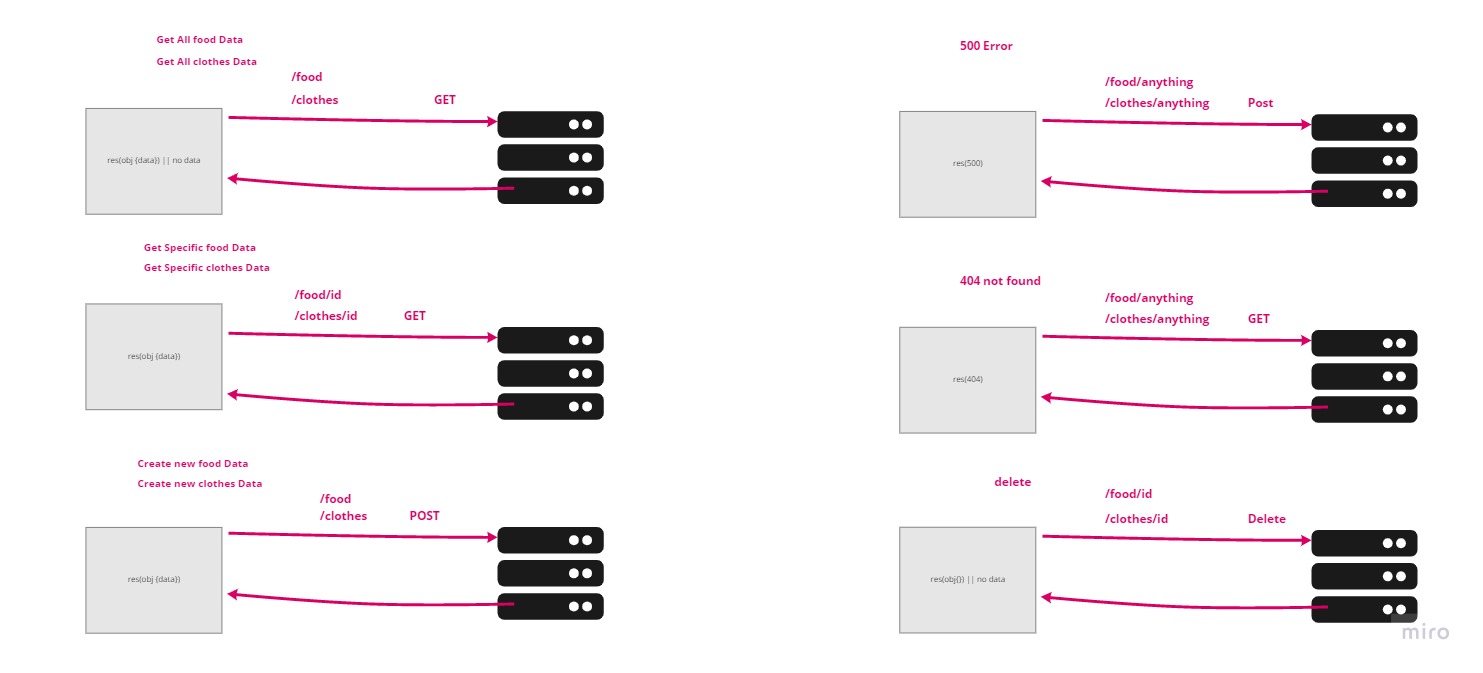 Get All food Data
Get All clothes Data
/food
/clothes
GET
res(obj {data}) || no data
Get Specific food Data
Get Specific clothes Data
/food/id
/clothes/id
GET
res(obj {data})
Create new food Data
Create new clothes Data
/food
/clothes
POST
res(obj {data})
500 Error
/food/anything
/clothes/anything
Post
res(500)
404 not found
/food/anything
/clothes/anything
GET
res(404)
delete
/food/id
/clothes/id
Delete
res(obj{}) || no data
miro